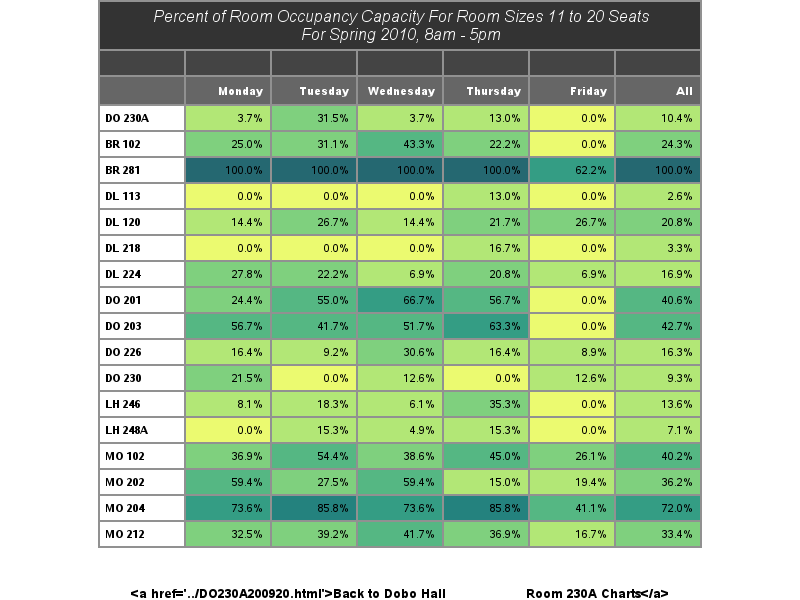 Percent of Room Occupancy Capacity For Room Sizes 11 to 20 Seats
For Spring 2010, 8am - 5pm
Monday Tuesday Wednesday Thursday Friday All
DO 230A 3.7% 31.5% 3.7% 13.0% 0.0% 10.4%
BR 102 25.0% 31.1% 43.3% 22.2% 0.0% 24.3%
BR 281 100.0% 100.0% 100.0% 100.0% 62.2% 100.0%
DL 113 0.0% 0.0% 0.0% 13.0% 0.0% 2.6%
DL 120 14.4% 26.7% 14.4% 21.7% 26.7% 20.8%
DL 218 0.0% 0.0% 0.0% 16.7% 0.0% 3.3%
DL 224 27.8% 22.2% 6.9% 20.8% 6.9% 16.9%
DO 201 24.4% 55.0% 66.7% 56.7% 0.0% 40.6%
DO 203 56.7% 41.7% 51.7% 63.3% 0.0% 42.7%
DO 226 16.4% 9.2% 30.6% 16.4% 8.9% 16.3%
DO 230 21.5% 0.0% 12.6% 0.0% 12.6% 9.3%
LH 246 8.1% 18.3% 6.1% 35.3% 0.0% 13.6%
LH 248A 0.0% 15.3% 4.9% 15.3% 0.0% 7.1%
MO 102 36.9% 54.4% 38.6% 45.0% 26.1% 40.2%
MO 202 59.4% 27.5% 59.4% 15.0% 19.4% 36.2%
MO 204 73.6% 85.8% 73.6% 85.8% 41.1% 72.0%
MO 212 32.5% 39.2% 41.7% 36.9% 16.7% 33.4%
<a href='../DO230A200920.html'>Back to Dobo Hall Room 230A Charts</a>